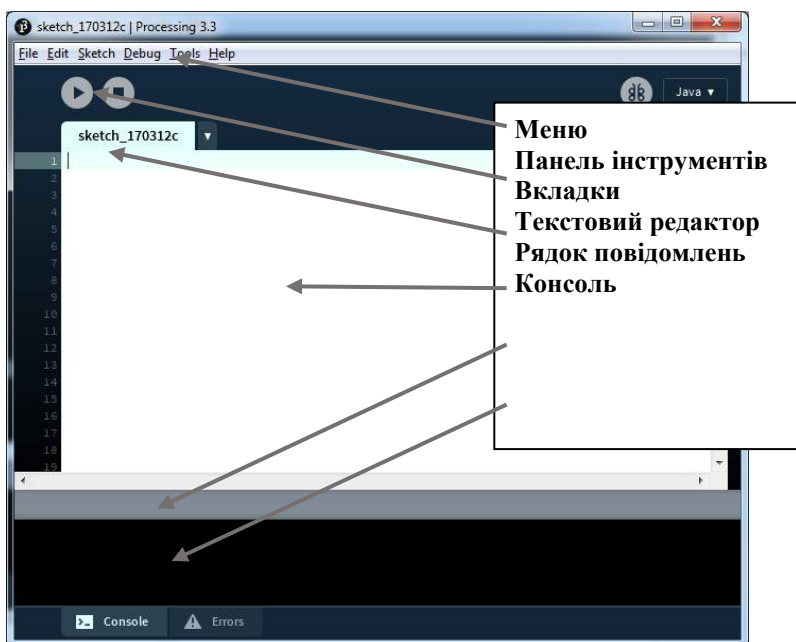 sketch_170312c | Processing 3.3
File Edit Sketch Debug Tools Help
Java ▾
sketch_170312c ▾
1
2
3
4
5
6
7
8
9
10
11
12
13
14
15
16
17
18
19
Меню
Панель інструментів
Вкладки
Текстовий редактор
Рядок повідомлень
Консоль
Console Errors